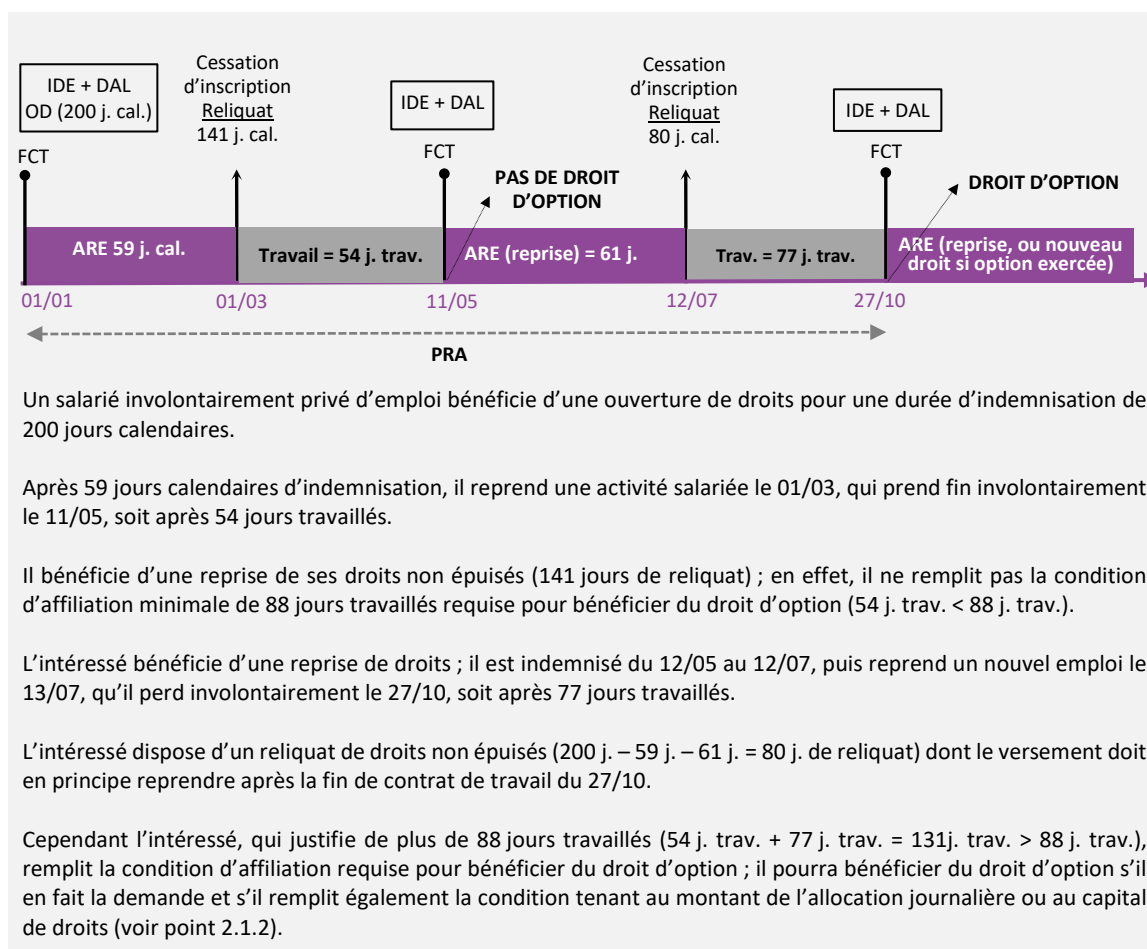 IDE + DAL
OD (200 j. cal.)
Cessation
d'inscription
Reliquat
141 j. cal.
IDE + DAL
Cessation
d'inscription
Reliquat
80 j. cal.
IDE + DAL
FCT
FCT
FCT
PAS DE DROIT
D'OPTION
DROIT D'OPTION
ARE 59 j. cal.
Travail = 54 j. trav.
ARE (reprise) = 61 j.
Trav. = 77 j. trav.
ARE (reprise, ou nouveau
droit si option exercée)
01/01
01/03
11/05
12/07
27/10
PRA
Un salarié involontairement privé d'emploi bénéficie d'une ouverture de droits pour une durée d'indemnisation de
200 jours calendaires.
Après 59 jours calendaires d'indemnisation, il reprend une activité salariée le 01/03, qui prend fin involontairement
le 11/05, soit après 54 jours travaillés.
Il bénéficie d'une reprise de ses droits non épuisés (141 jours de reliquat) ; en effet, il ne remplit pas la condition
d'affiliation minimale de 88 jours travaillés requise pour bénéficier du droit d'option (54 j. trav. < 88 j. trav.).
L'intéressé bénéficie d'une reprise de droits ; il est indemnisé du 12/05 au 12/07, puis reprend un nouvel emploi le
13/07, qu'il perd involontairement le 27/10, soit après 77 jours travaillés.
L'intéressé dispose d'un reliquat de droits non épuisés (200 j. – 59 j. – 61 j. = 80 j. de reliquat) dont le versement doit
en principe reprendre après la fin de contrat de travail du 27/10.
Cependant l'intéressé, qui justifie de plus de 88 jours travaillés (54 j. trav. + 77 j. trav. = 131j. trav. > 88 j. trav.),
remplit la condition d'affiliation requise pour bénéficier du droit d'option ; il pourra bénéficier du droit d'option s'il
en fait la demande et s'il remplit également la condition tenant au montant de l'allocation journalière ou au capital
de droits (voir point 2.1.2).